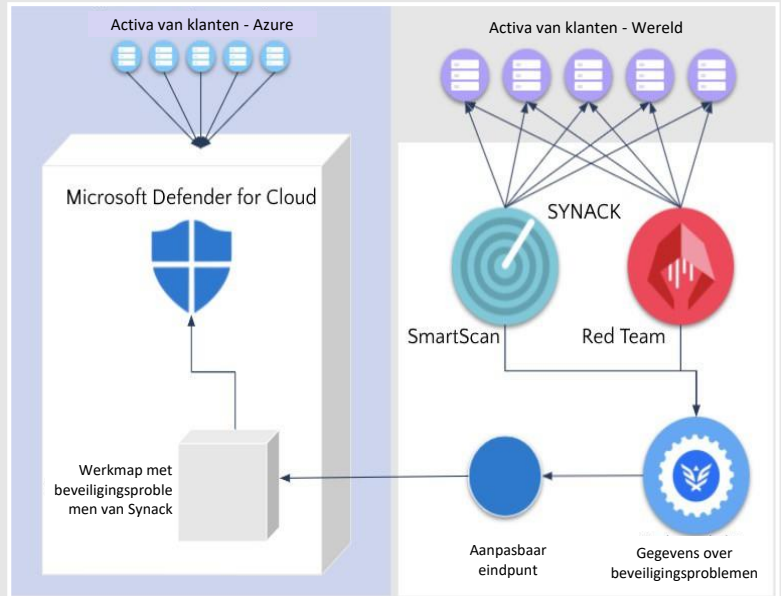 Activa van klanten - Azure
Activa van klanten - Wereld
Microsoft Defender for Cloud
SYNACK
SmartScan
Red Team
Werkmap met
beveiligingsproble
men van Synack
Aanpasbaar
eindpunt
Gegevens over
beveiligingsproblemen